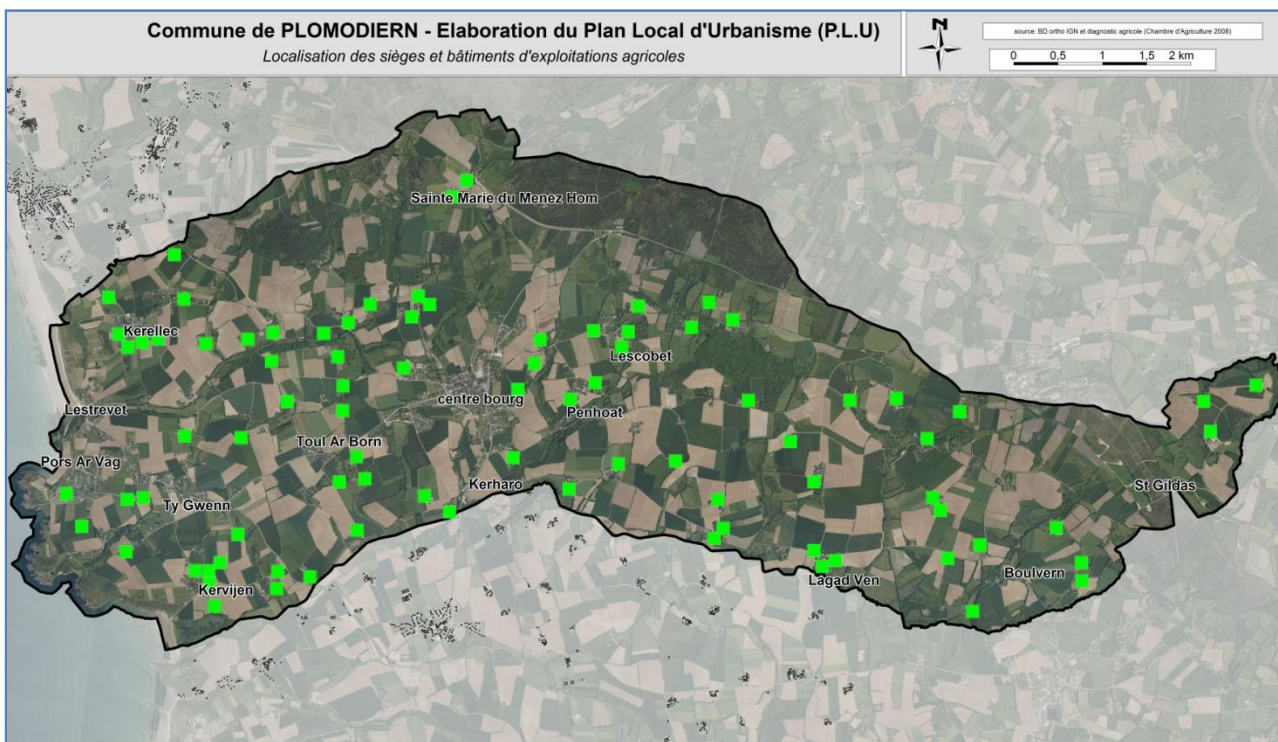 Commune de PLOMODIERN - Elaboration du Plan Local d'Urbanisme (P.L.U)
Localisation des sièges et bâtiments d'exploitations agricoles
N
source: BD ortho IGN et diagnostic agricole (Chambre d'Agriculture 2008)
0 0,5 1 1,5 2 km
Sainte Marie du Menez Hom
Kerellec
Lescobet
centre bourg
Lestrevet
Penhoat
Toul Ar Born
Pors Ar Vag
Kerharo
St Gildas
Ty Gwenn
Boulvern
Lagad Ven
Kervijen